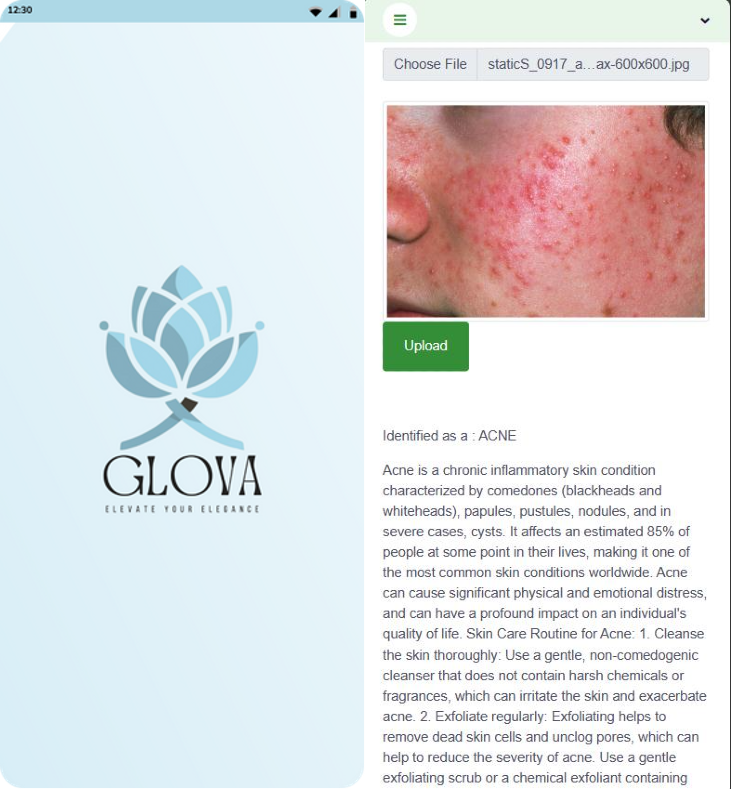 12:30
GLOVA
ELEVATE YOUR ELEGANCE
Choose File staticS_0917_a...ax-600x600.jpg
Upload
Identified as a : ACNE
Acne is a chronic inflammatory skin condition
characterized by comedones (blackheads and
whiteheads), papules, pustules, nodules, and in
severe cases, cysts. It affects an estimated 85% of
people at some point in their lives, making it one of
the most common skin conditions worldwide. Acne
can cause significant physical and emotional distress,
and can have a profound impact on an individual's
quality of life. Skin Care Routine for Acne: 1. Cleanse
the skin thoroughly: Use a gentle, non-comedogenic
cleanser that does not contain harsh chemicals or
fragrances, which can irritate the skin and exacerbate
acne. 2. Exfoliate regularly: Exfoliating helps to
remove dead skin cells and unclog pores, which can
help to reduce the severity of acne. Use a gentle
exfoliating scrub or a chemical exfoliant containing